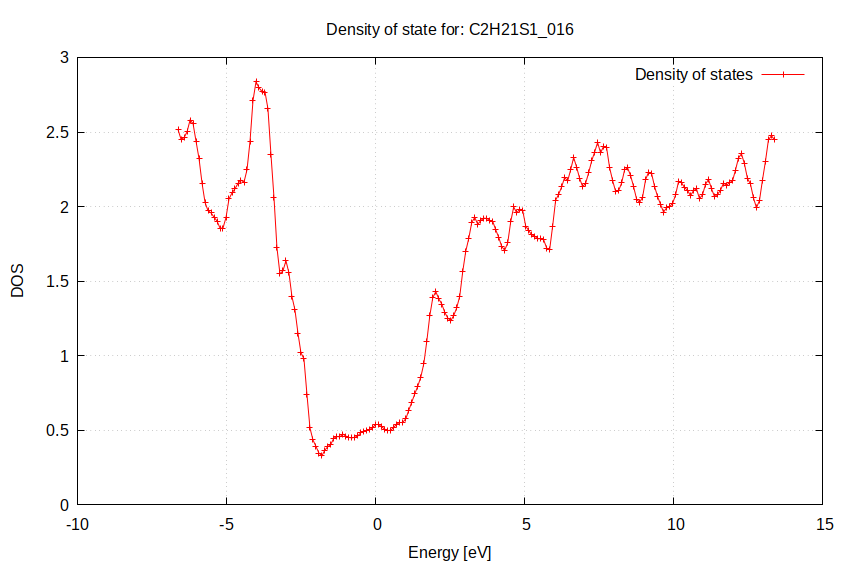 Density of state for: C2H21S1_016
Density of states
3
2.5
2
1.5
1
0.5
0
DOS
-10 -5 0 5 10 15
Energy [eV]